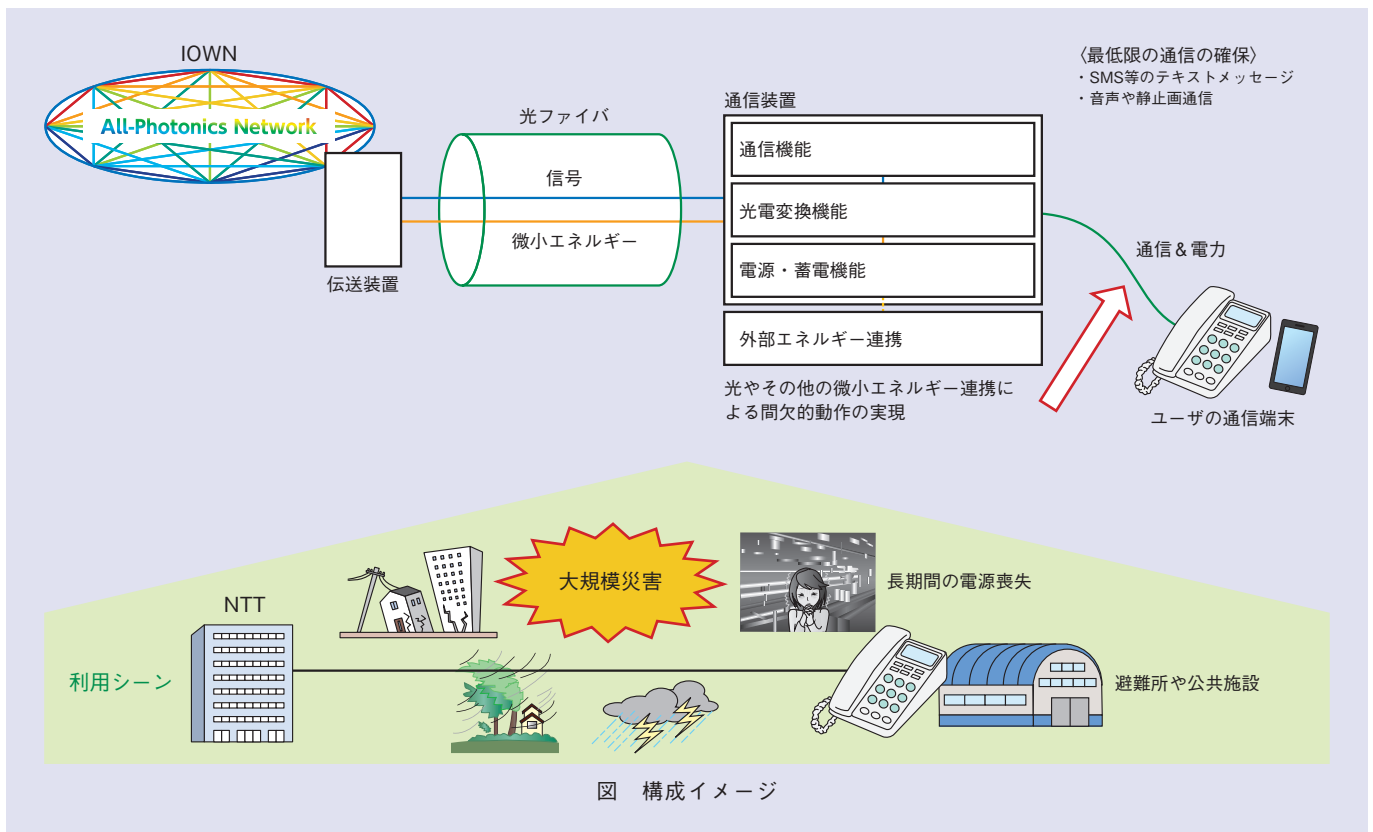 IOWN
All-Photonics Network
伝送装置
光ファイバ
信号
微小エネルギー
通信装置
通信機能
光電変換機能
電源・蓄電機能
外部エネルギー連携
光やその他の微小エネルギー連携に
よる間欠的動作の実現
〈最低限の通信の確保〉
・SMS等のテキストメッセージ
・音声や静止画通信
通信＆電力
ユーザの通信端末
大規模災害
長期間の電源喪失
NTT
利用シーン
避難所や公共施設
図　構成イメージ